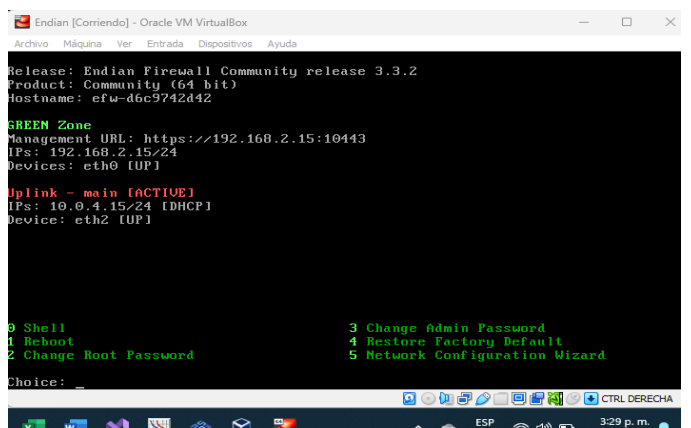 Endian [Corriendo] - Oracle VM VirtualBox
Archivo Máquina Ver Entrada Dispositivos Ayuda
Release: Endian Firewall Community release 3.3.2
Product: Community (64 bit)
Hostname: efw-d6c9742d42
GREEN Zone
Management URL: https://192.168.2.15:10443
IPs: 192.168.2.15/24
Devices: eth0 [UP]
Uplink - main [ACTIVE]
IPs: 10.0.4.15/24 [DHCP]
Device: eth2 [UP]
0 Shell 3 Change Admin Password
1 Reboot 4 Restore Factory Default
2 Change Root Password 5 Network Configuration Wizard
Choice: _
CTRL DERECHA
ESP 3:29 p. m.